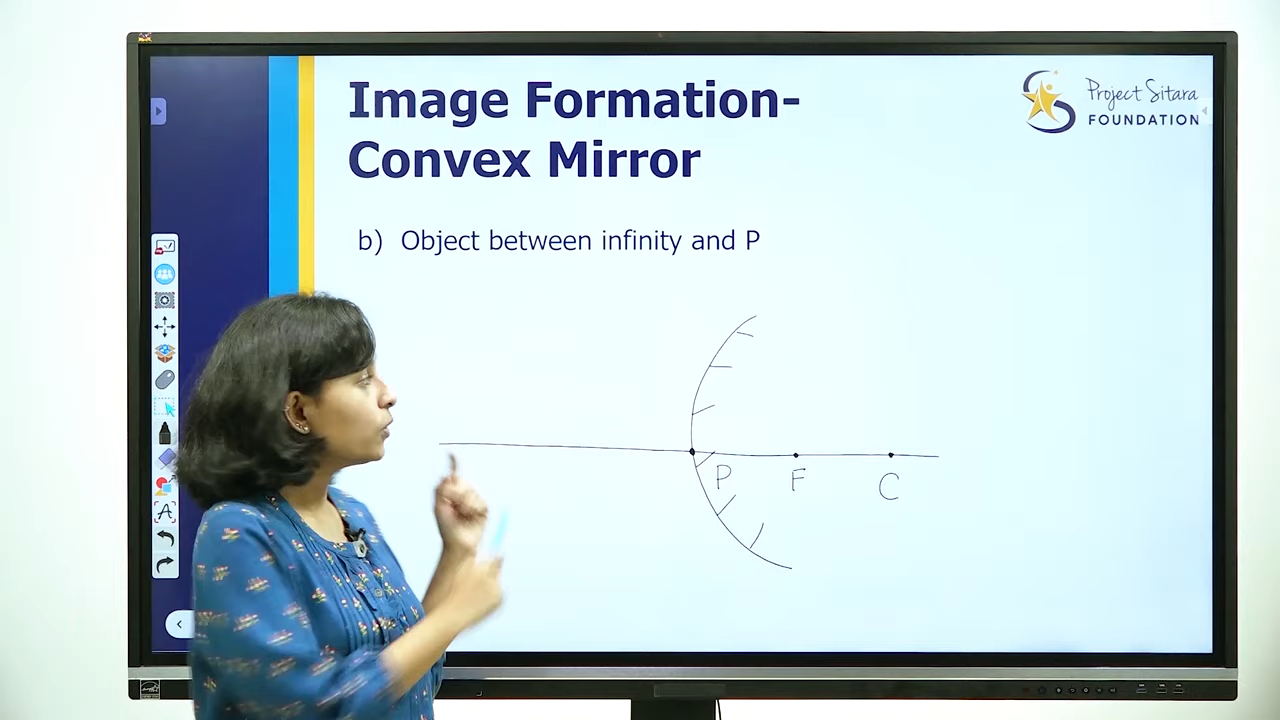 Image Formation-
Convex Mirror
Project Sitara
FOUNDATION
b) Object between infinity and P
P F C
A